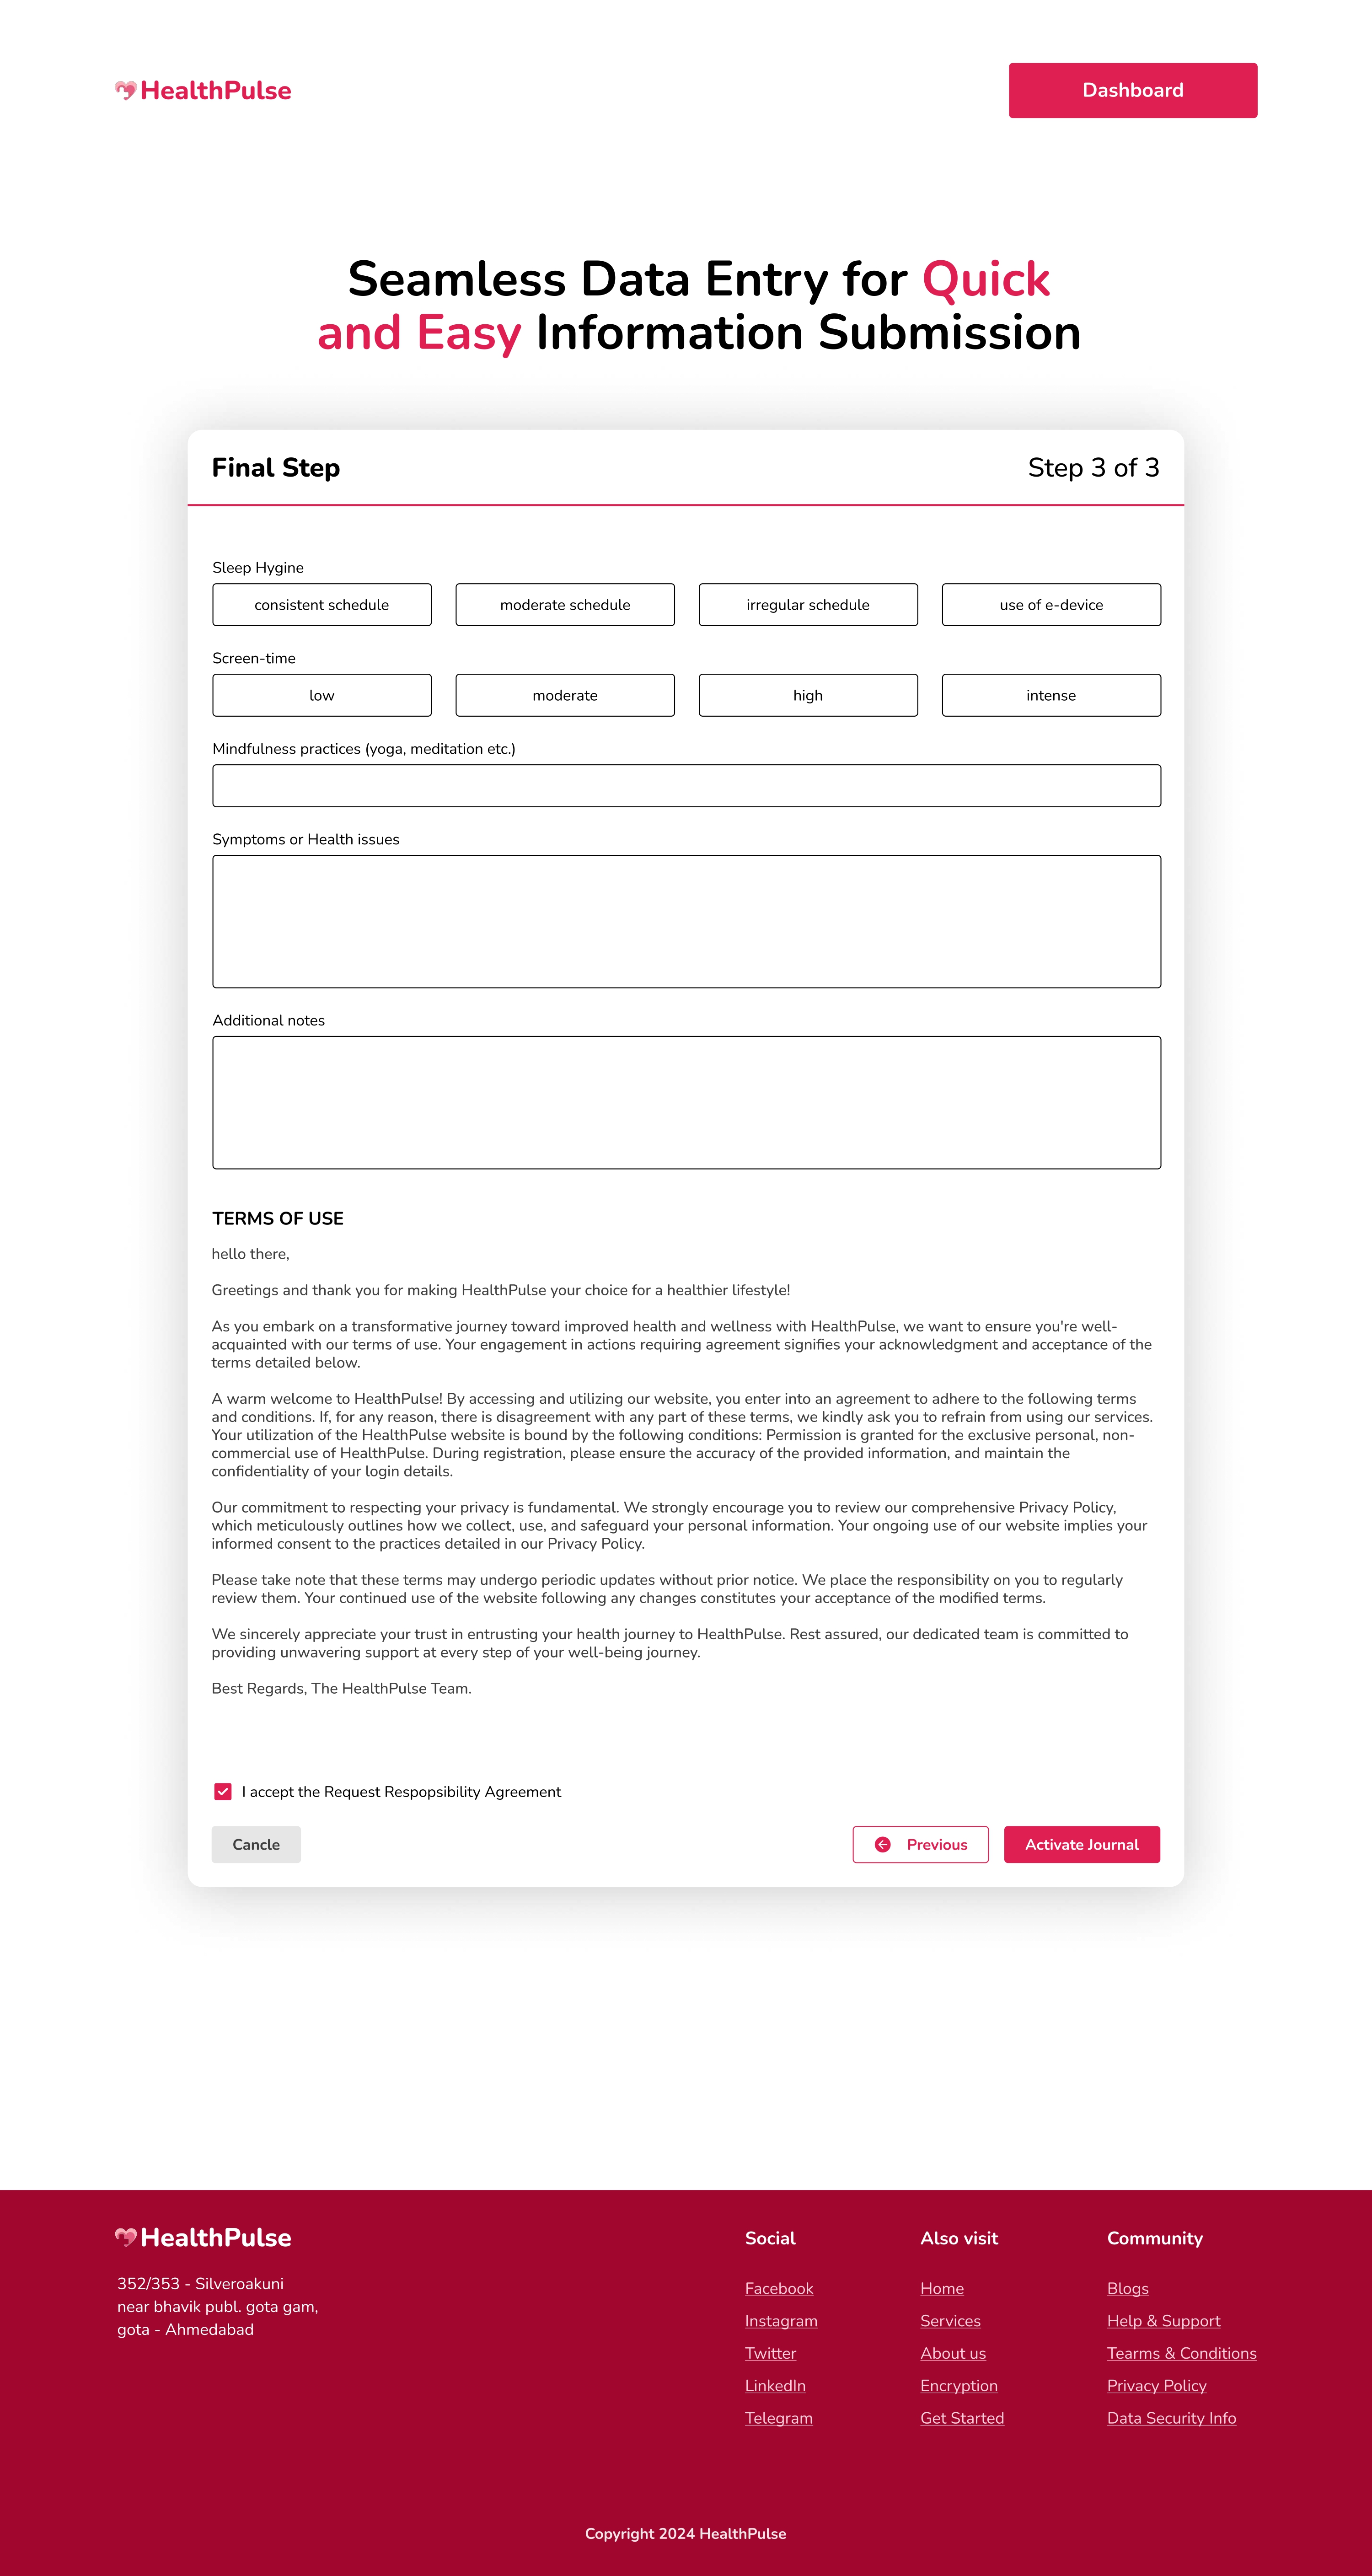 HealthPulse
Dashboard
Seamless Data Entry for Quick
and Easy Information Submission
Final Step
Step 3 of 3
Sleep Hygine
consistent schedule
moderate schedule
irregular schedule
use of e-device
Screen-time
low
moderate
high
intense
Mindfulness practices (yoga, meditation etc.)
Symptoms or Health issues
Additional notes
TERMS OF USE
hello there,
Greetings and thank you for making HealthPulse your choice for a healthier lifestyle!
As you embark on a transformative journey toward improved health and wellness with HealthPulse, we want to ensure you're well-
acquainted with our terms of use. Your engagement in actions requiring agreement signifies your acknowledgment and acceptance of the
terms detailed below.
A warm welcome to HealthPulse! By accessing and utilizing our website, you enter into an agreement to adhere to the following terms
and conditions. If, for any reason, there is disagreement with any part of these terms, we kindly ask you to refrain from using our services.
Your utilization of the HealthPulse website is bound by the following conditions: Permission is granted for the exclusive personal, non-
commercial use of HealthPulse. During registration, please ensure the accuracy of the provided information, and maintain the
confidentiality of your login details.
Our commitment to respecting your privacy is fundamental. We strongly encourage you to review our comprehensive Privacy Policy,
which meticulously outlines how we collect, use, and safeguard your personal information. Your ongoing use of our website implies your
informed consent to the practices detailed in our Privacy Policy.
Please take note that these terms may undergo periodic updates without prior notice. We place the responsibility on you to regularly
review them. Your continued use of the website following any changes constitutes your acceptance of the modified terms.
We sincerely appreciate your trust in entrusting your health journey to HealthPulse. Rest assured, our dedicated team is committed to
providing unwavering support at every step of your well-being journey.
Best Regards, The HealthPulse Team.
I accept the Request Respopsibility Agreement
Cancle
Previous
Activate Journal
HealthPulse
352/353 - Silveroakuni
near bhavik publ. gota gam,
gota - Ahmedabad
Social
Facebook
Instagram
Twitter
LinkedIn
Telegram
Also visit
Home
Services
About us
Encryption
Get Started
Community
Blogs
Help & Support
Tearms & Conditions
Privacy Policy
Data Security Info
Copyright 2024 HealthPulse